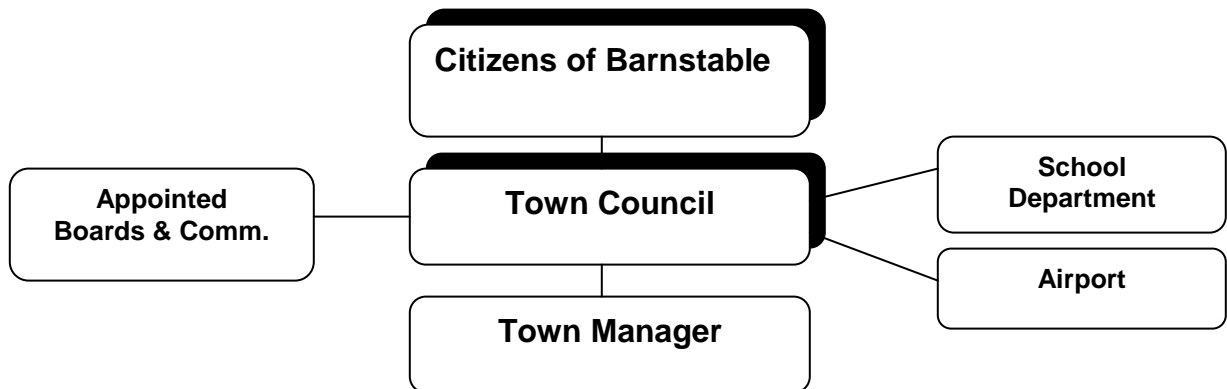 Citizens of Barnstable
Appointed
Boards & Comm.
Town Council
School
Department
Airport
Town Manager